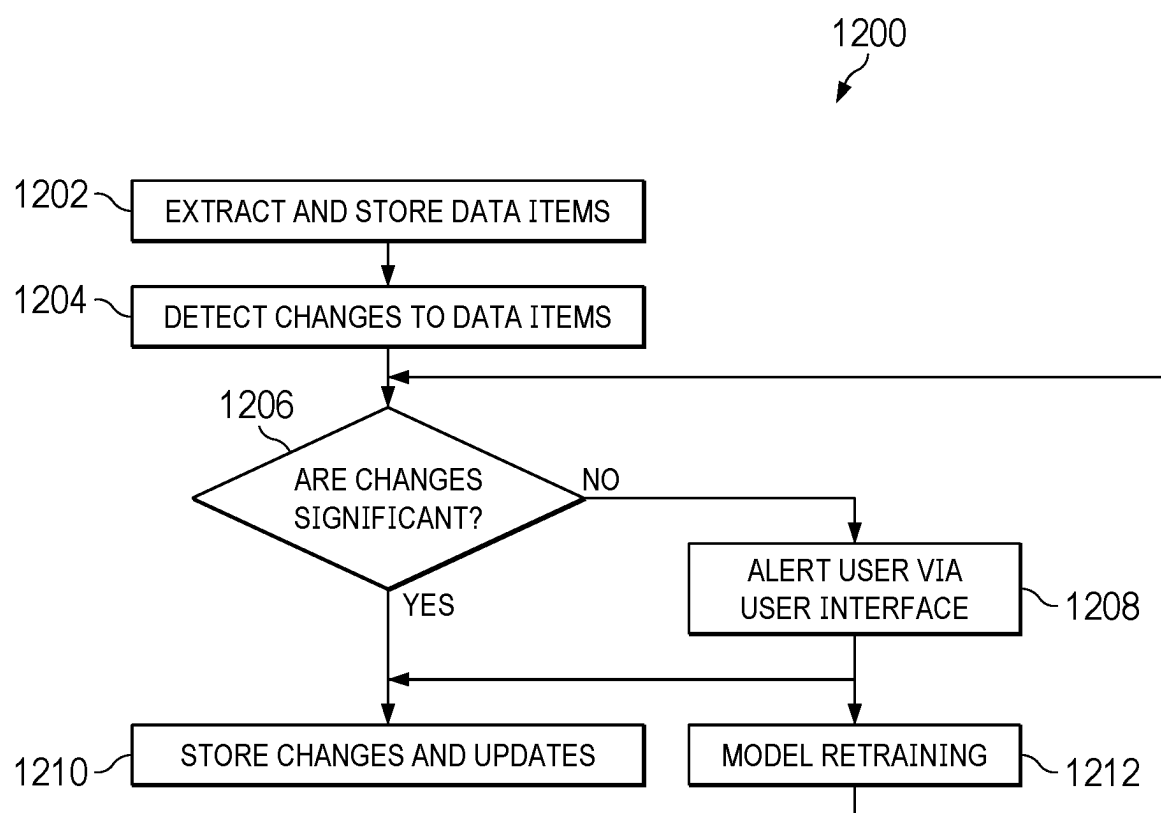 1200
1202
EXTRACT AND STORE DATA ITEMS
1204
DETECT CHANGES TO DATA ITEMS
1206
ARE CHANGES
SIGNIFICANT?
NO
YES
ALERT USER VIA
USER INTERFACE
1208
1210
STORE CHANGES AND UPDATES
MODEL RETRAINING
1212